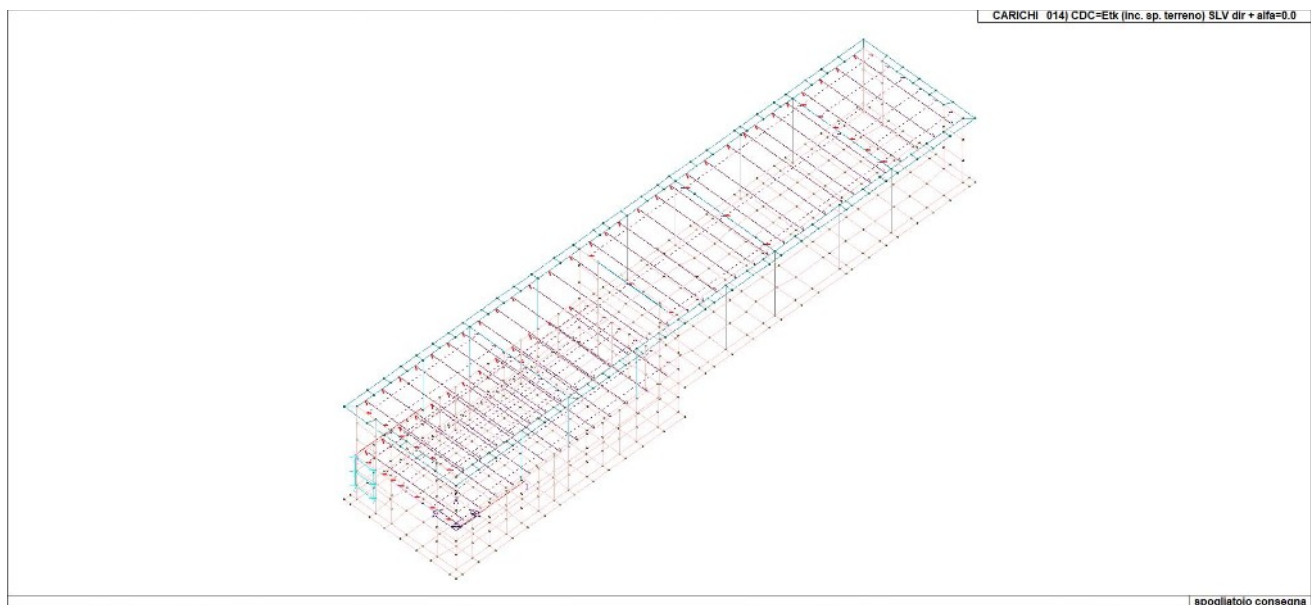 CARICHI 014) CDC=Etk (inc. sp. terreno) SLV dir + alfa=0.0
spogliatoio consegna